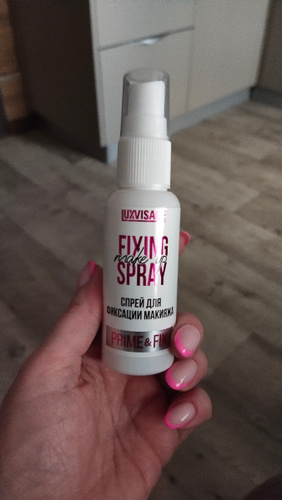 LUXVISAGE
FIXING
make up
SPRAY
СПРЕЙ ДЛЯ
ФИКСАЦИИ МАКИЯЖА
PRIME & FIX